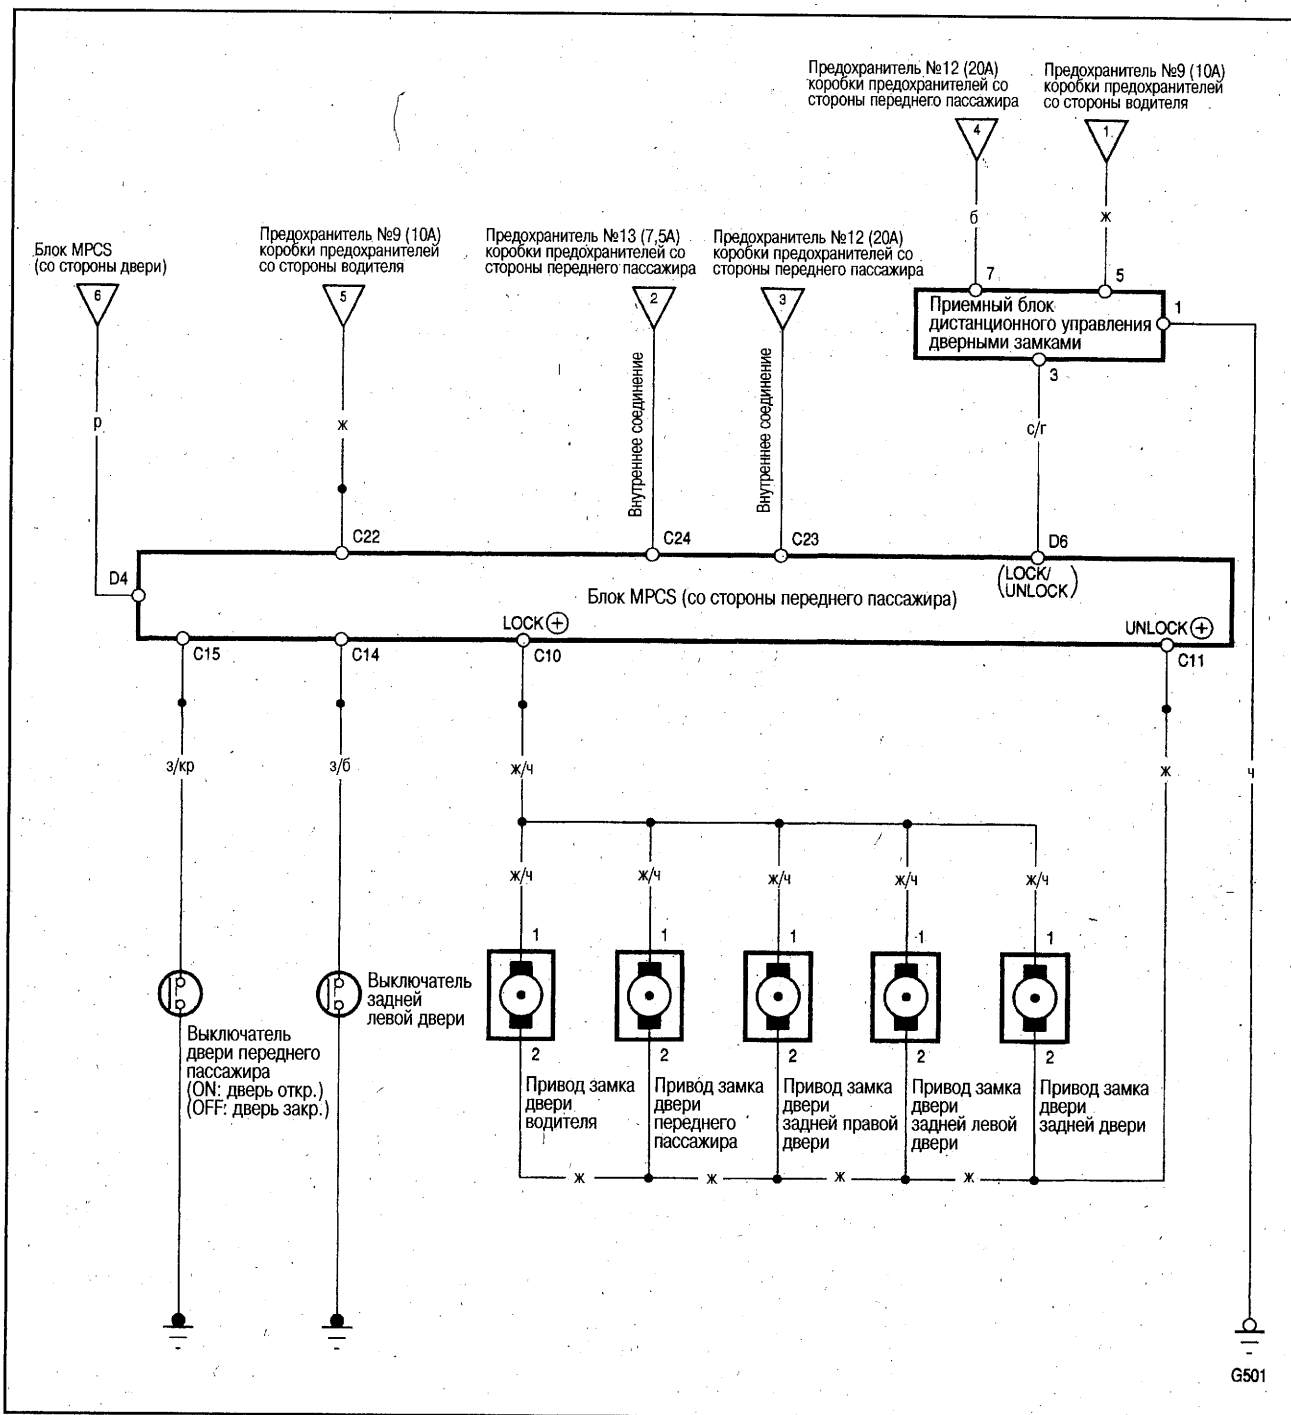 Предохранитель №12 (20А)
коробки предохранителей со
стороны переднего пассажира
Предохранитель №9 (10А)
коробки предохранителей
со стороны водителя
4
1
б
ж
Блок MPCS
(со стороны двери)
Предохранитель №9 (10А)
коробки предохранителей
со стороны водителя
Предохранитель №13 (7,5А)
коробки предохранителей со
стороны переднего пассажира
Предохранитель №12 (20А)
коробки предохранителей со
стороны переднего пассажира
6
5
2
3
7
5
1
Приемный блок
дистанционного управления
дверными замками
3
р
ж
Внутреннее соединение
Внутреннее соединение
с/г
C22
C24
C23
D6
D4
(LOCK/
UNLOCK)
Блок MPCS (со стороны переднего пассажира)
LOCK +
UNLOCK +
C15
C14
C10
C11
з/кр
з/б
ж/ч
ж
ч
ж/ч
ж/ч
ж/ч
ж/ч
ж/ч
1
1
1
1
1
Выключатель
задней
левой двери
Выключатель
двери переднего
пассажира
(ON: дверь откр.)
(OFF: дверь закр.)
2
2
2
2
2
Привод замка
двери
водителя
Привод замка
двери
переднего
пассажира
Привод замка
двери
задней правой
двери
Привод замка
двери
задней левой
двери
Привод замка
двери
задней двери
ж
ж
ж
ж
G501